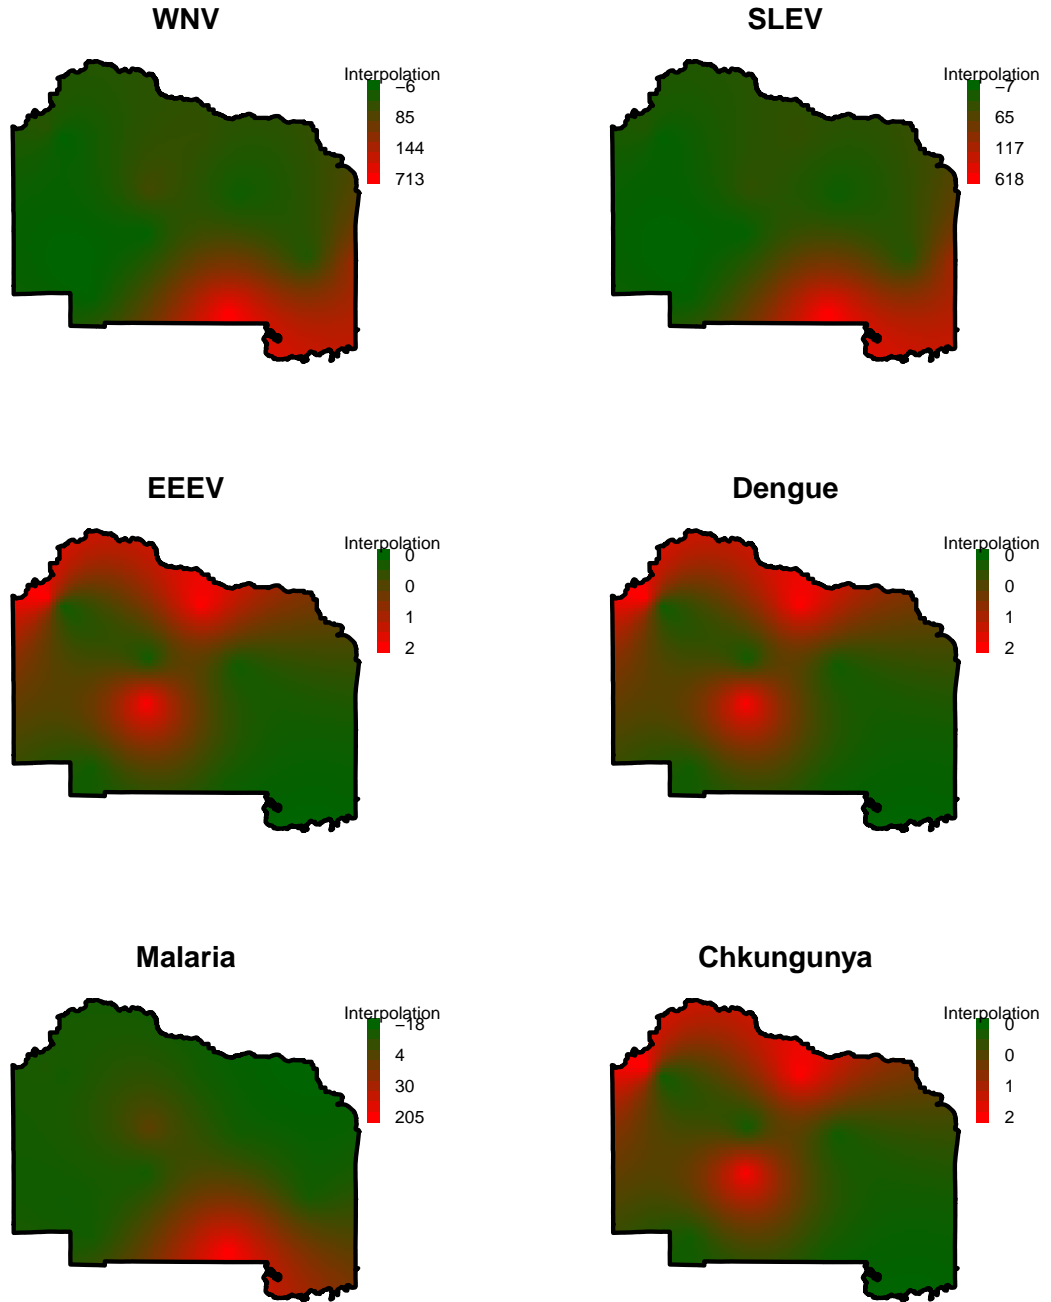 WNV
Interpolation
−6
85
144
713
SLEV
Interpolation
−7
65
117
618
EEEV
Interpolation
0
0
1
2
Dengue
Interpolation
0
0
1
2
Malaria
Interpolation
−18
4
30
205
Chkungunya
Interpolation
0
0
1
2